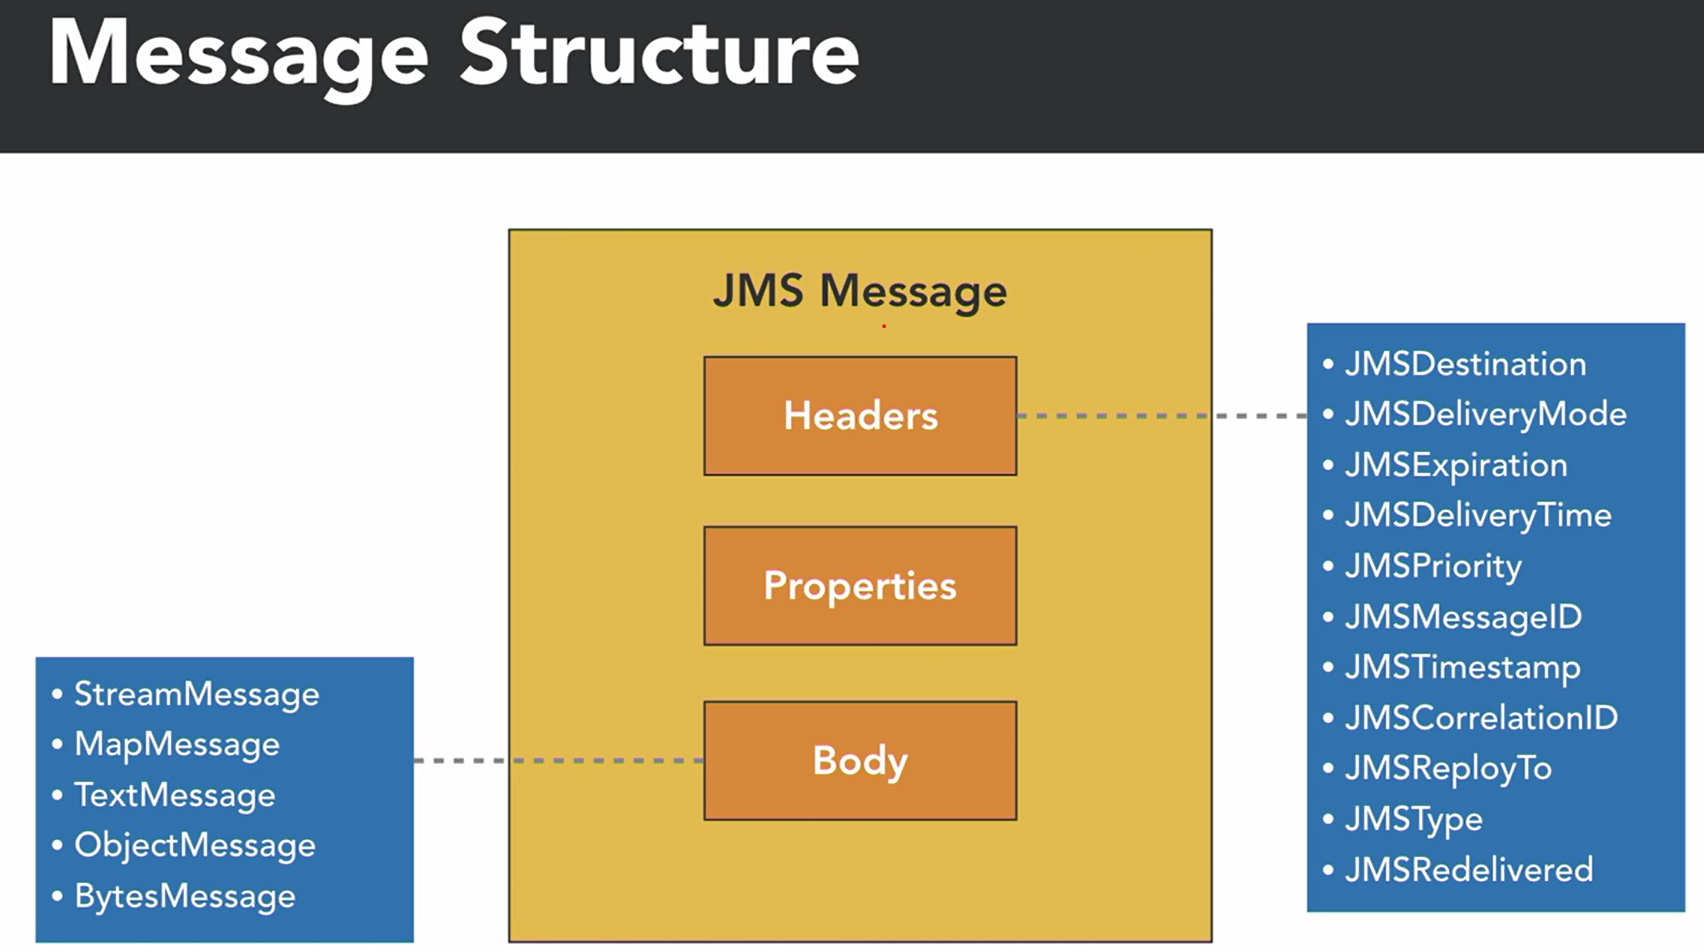 Message Structure
JMS Message
Headers
Properties
Body
• StreamMessage
• MapMessage
• TextMessage
• ObjectMessage
• BytesMessage
• JMSDestination
• JMSDeliveryMode
• JMSExpiration
• JMSDeliveryTime
• JMSPriority
• JMSMessageID
• JMSTimestamp
• JMSCorrelationID
• JMSReployTo
• JMSType
• JMSRedelivered